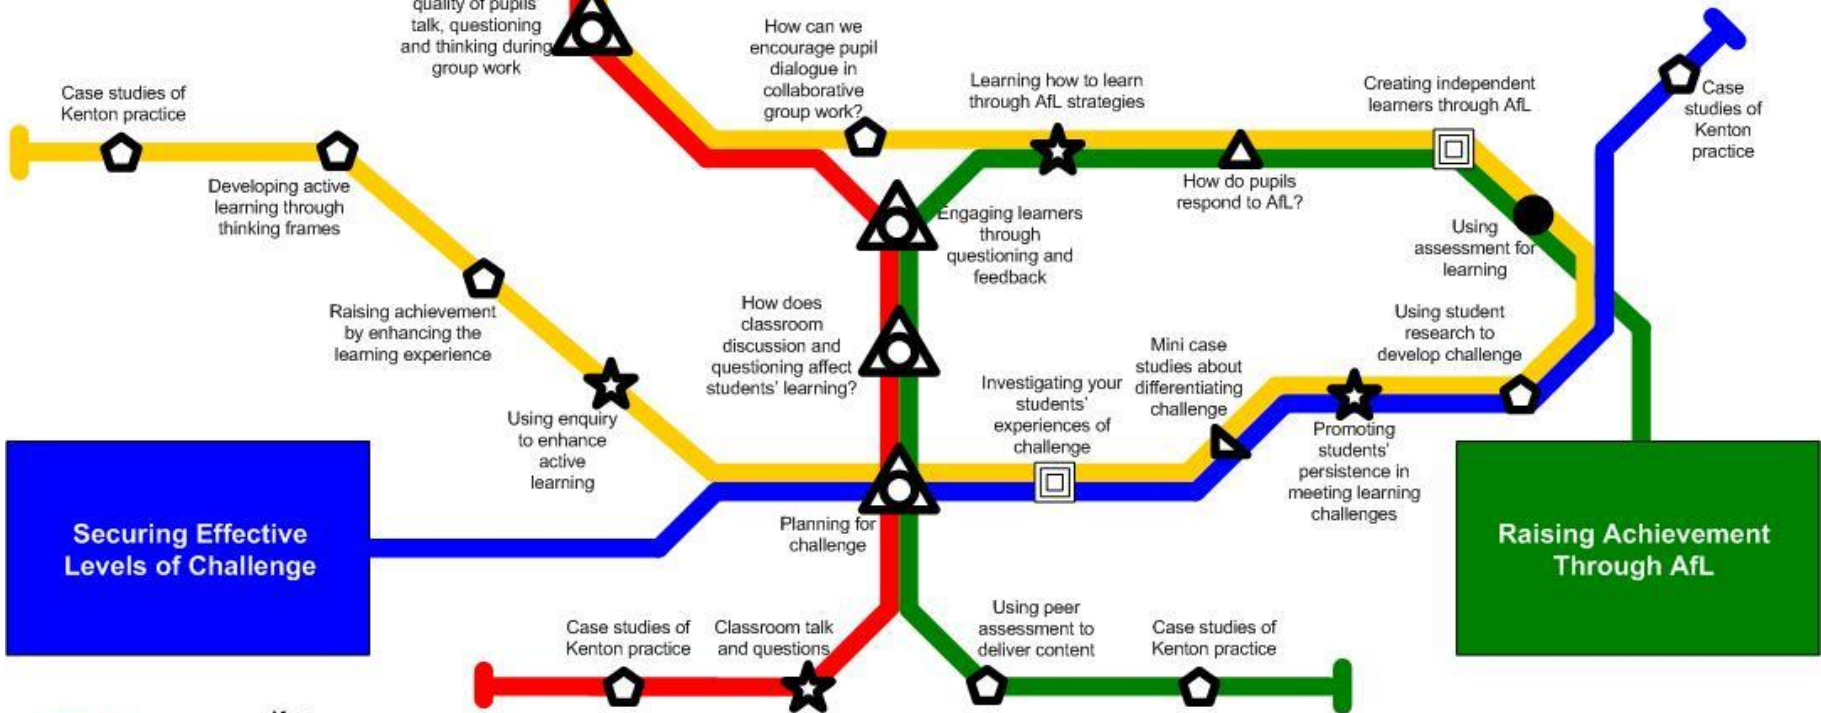 quality of pupils
talk, questioning
and thinking during
group work
How can we
encourage pupil
dialogue in
collaborative
group work?
Learning how to learn
through AfL strategies
Creating independent
learners through AfL
Case
studies of
Kenton
practice
Case studies of
Kenton practice
Developing active
learning through
thinking frames
How do pupils
respond to AfL?
Engaging learners
through
questioning and
feedback
Using
assessment for
learning
Raising achievement
by enhancing the
learning experience
How does
classroom
discussion and
questioning affect
students' learning?
Using student
research to
develop challenge
Mini case
studies about
differentiating
challenge
Investigating your
students'
experiences of
challenge
Using enquiry
to enhance
active
learning
Promoting
students'
persistence in
meeting learning
challenges
Planning for
challenge
Securing Effective
Levels of Challenge
Raising Achievement
Through AfL
Case studies of
Kenton practice
Classroom talk
and questions
Using peer
assessment to
deliver content
Case studies of
Kenton practice